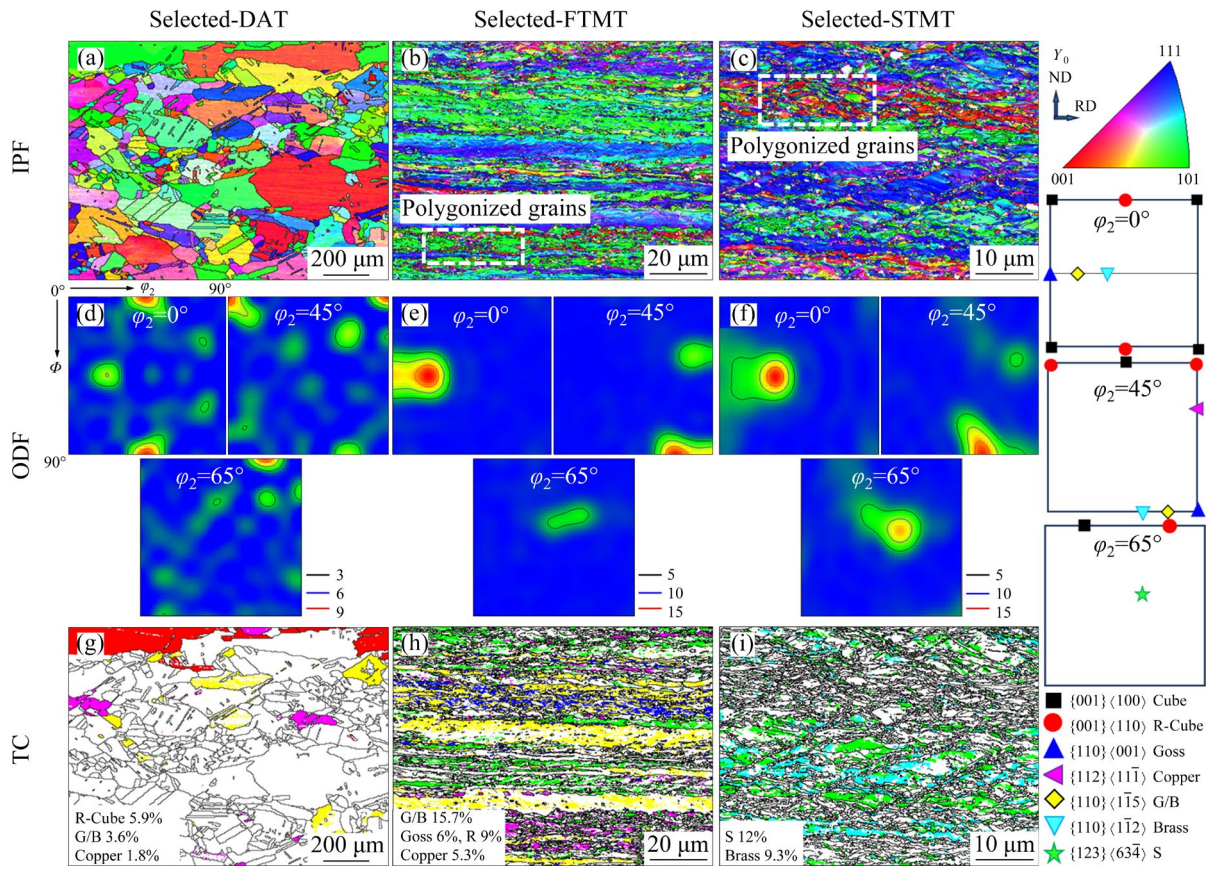 Selected-DAT Selected-FTMT Selected-STMT
IPF
(a) (b) (c)
Polygonized grains
Polygonized grains
200 μm 20 μm 10 μm
Y₀
ND
RD
111
001 101
0° φ₂ 90°
Φ
90°
ODF
(d) φ₂=0° φ₂=45° (e) φ₂=0° φ₂=45° (f) φ₂=0° φ₂=45°
φ₂=65° φ₂=65° φ₂=65°
3 5 5
6 10 10
9 15 15
φ₂=0°
φ₂=45°
φ₂=65°
TC
(g) (h) (i)
R-Cube 5.9%
G/B 3.6%
Copper 1.8%
200 μm
G/B 15.7%
Goss 6%, R 9%
Copper 5.3%
20 μm
S 12%
Brass 9.3%
10 μm
{001}⟨100⟩ Cube
{001}⟨110⟩ R-Cube
{110}⟨001⟩ Goss
{112}⟨111̅⟩ Copper
{110}⟨11̅5⟩ G/B
{110}⟨11̅2⟩ Brass
{123}⟨634̅⟩ S